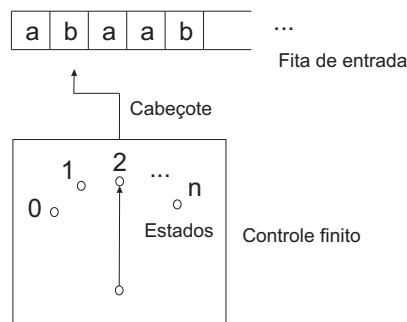 a b a a b ...
Fita de entrada
Cabeçote
0 1 2 ... n
Estados
Controle finito